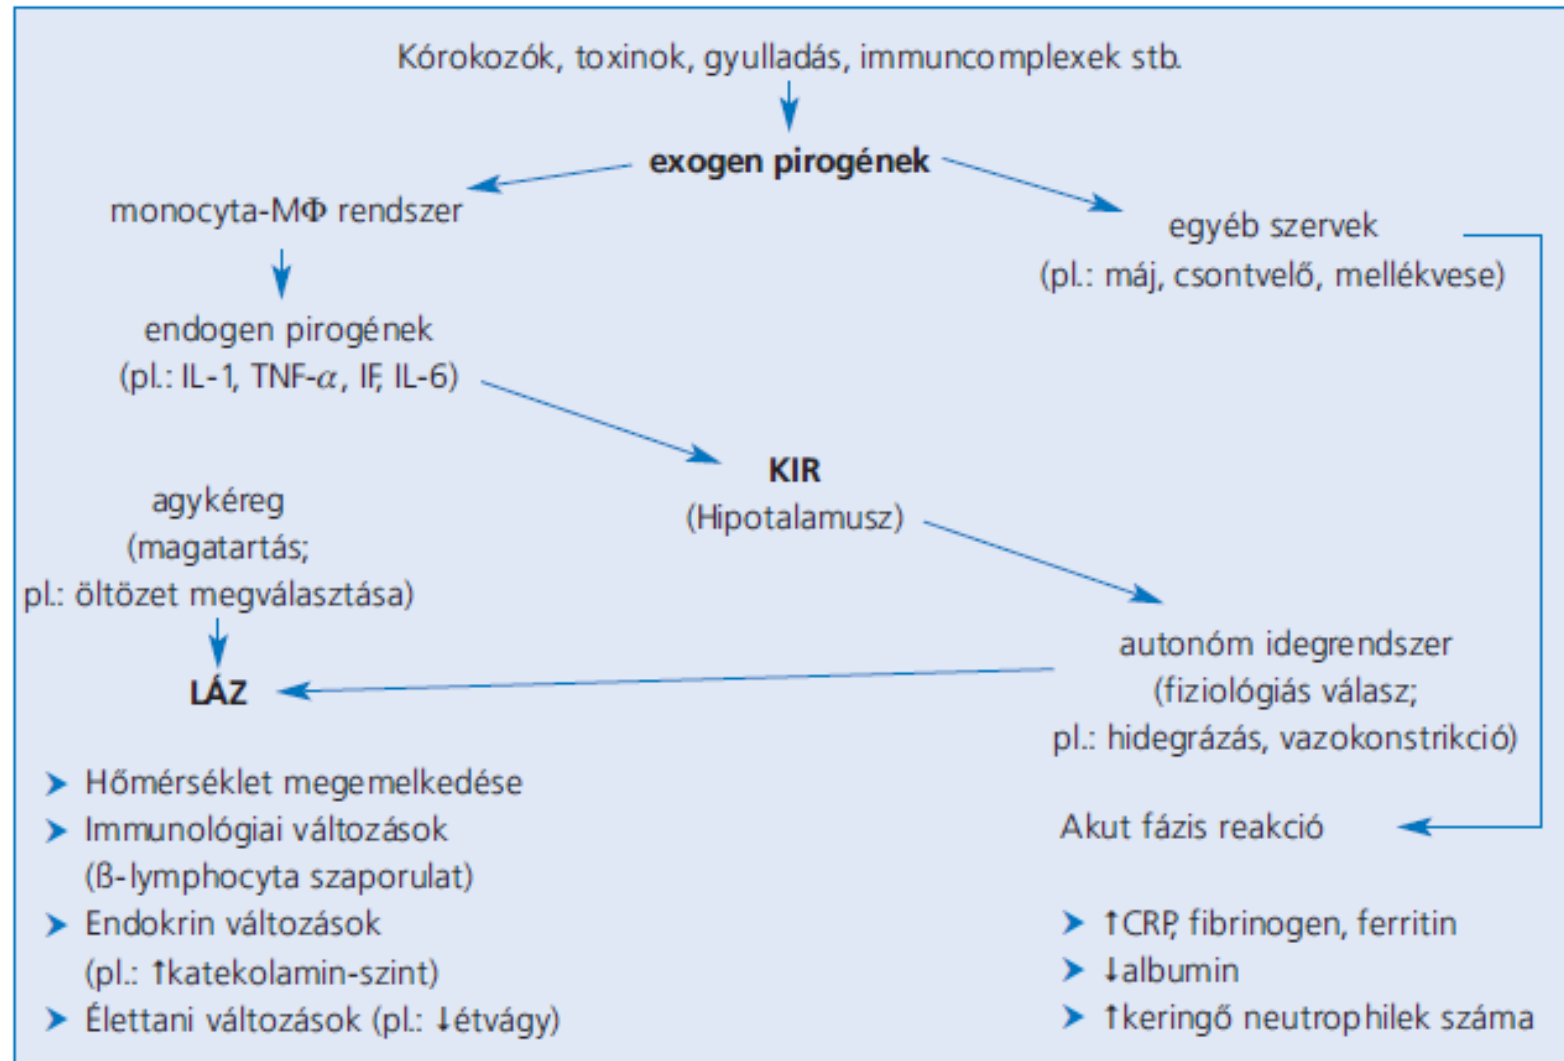 Kórokozók, toxinok, gyulladás, immuncomplexek stb.
exogen pirogének
monocyta-MΦ rendszer
egyéb szervek
(pl.: máj, csontvelő, mellékvese)
endogen pirogének
(pl.: IL-1, TNF-α, IF, IL-6)
KIR
(Hipotalamusz)
agykéreg
(magatartás;
pl.: öltözet megválasztása)
autonóm idegrendszer
(fiziológiás válasz;
pl.: hidegrázás, vazokonstrikció)
LÁZ
➤ Hőmérséklet megemelkedése
➤ Immunológiai változások
(ß-lymphocyta szaporulat)
➤ Endokrin változások
(pl.: ↑katekolamin-szint)
➤ Élettani változások (pl.: ↓étvágy)
Akut fázis reakció
➤ ↑CRP, fibrinogen, ferritin
➤ ↓albumin
➤ ↑keringő neutrophilek száma